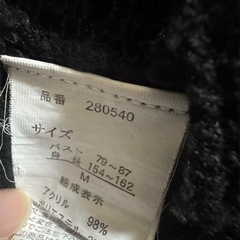 品番 280540
サイズ
バスト 79~87
身長 154~162
M
組成表示
アクリル 98%